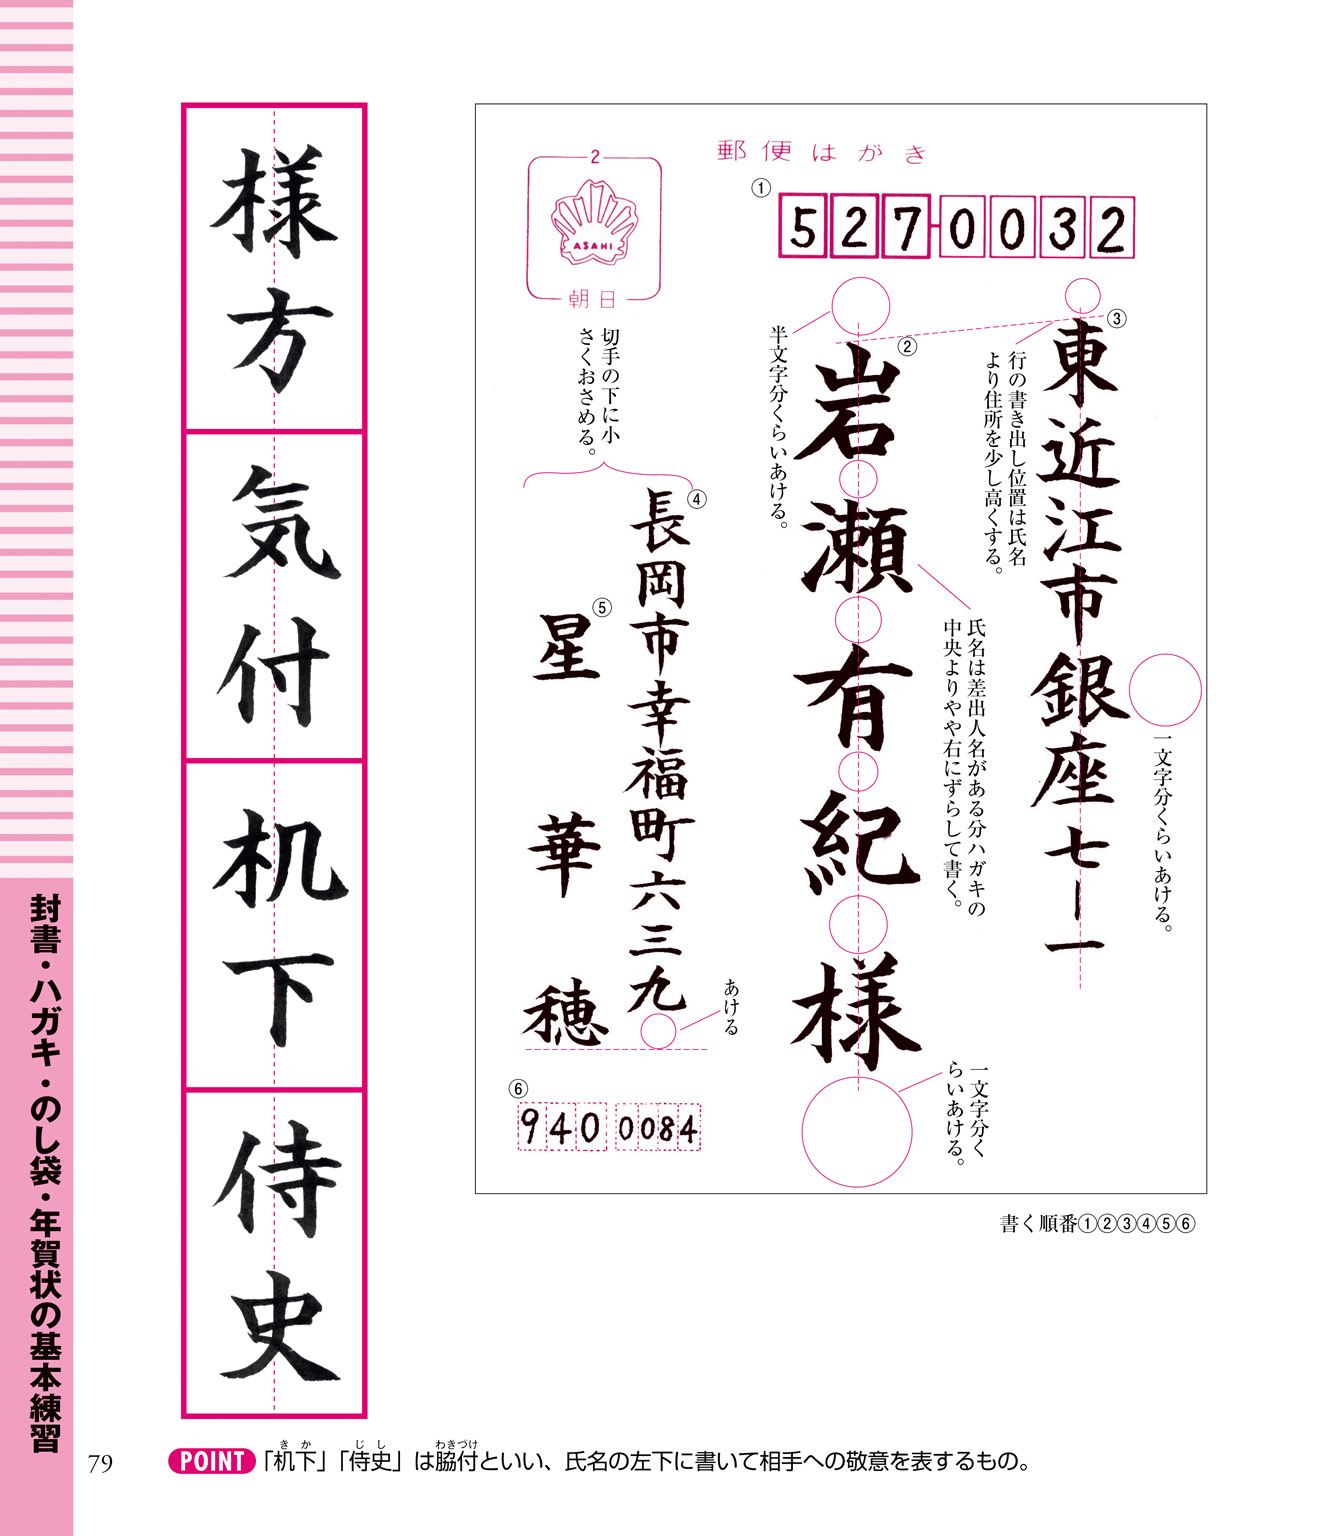 郵便はがき
①
5270032
③
東近江市銀座七ー一
一文字分くらいあける。
行の書き出し位置は氏名
より住所を少し高くする。
②
岩瀬有紀様
半文字分くらいあける。
氏名は差出人名がある分ハガキの
中央よりやや右にずらして書く。
一文字分く
らいあける。
2
ASAHI
朝日
切手の下に小
さくおさめる。
④
長岡市幸福町六三九
あける
⑤
星華穂
⑥
940 0084
書く順番①②③④⑤⑥
様方
気付
机下
侍史
封書・ハガキ・のし袋・年賀状の基本練習
79
POINT 「机下」「侍史」は脇付といい、氏名の左下に書いて相手への敬意を表するもの。
きか じし わきづけ